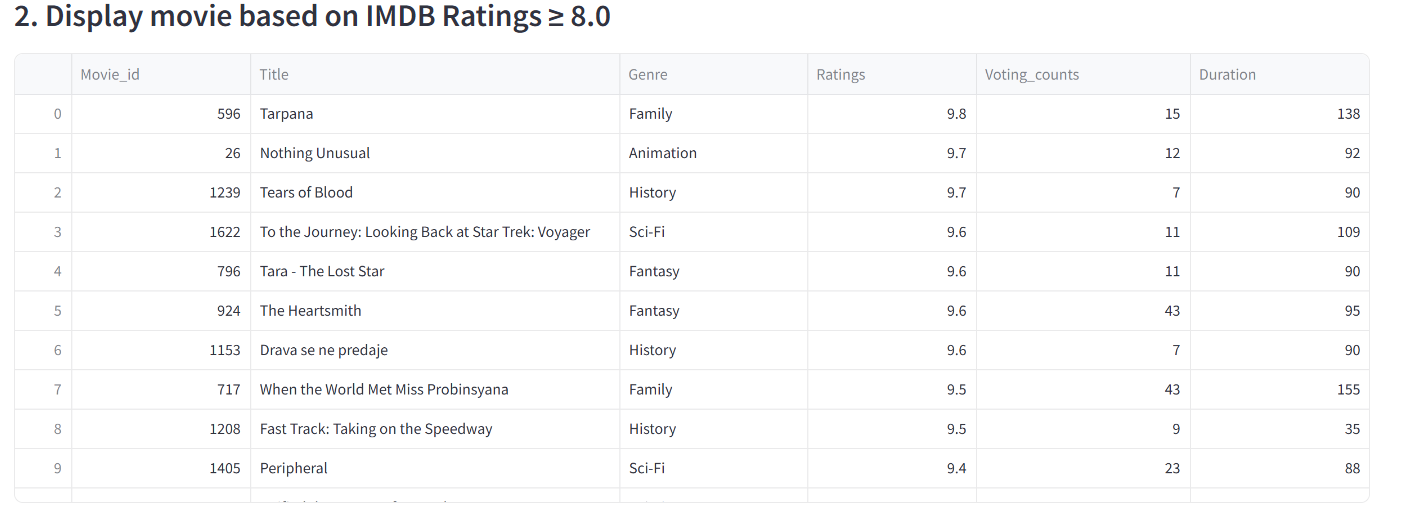 2. Display movie based on IMDB Ratings ≥ 8.0
Movie_id Title Genre Ratings Voting_counts Duration
0 596 Tarpana Family 9.8 15 138
1 26 Nothing Unusual Animation 9.7 12 92
2 1239 Tears of Blood History 9.7 7 90
3 1622 To the Journey: Looking Back at Star Trek: Voyager Sci-Fi 9.6 11 109
4 796 Tara - The Lost Star Fantasy 9.6 11 90
5 924 The Heartsmith Fantasy 9.6 43 95
6 1153 Drava se ne predaje History 9.6 7 90
7 717 When the World Met Miss Probinsyana Family 9.5 43 155
8 1208 Fast Track: Taking on the Speedway History 9.5 9 35
9 1405 Peripheral Sci-Fi 9.4 23 88